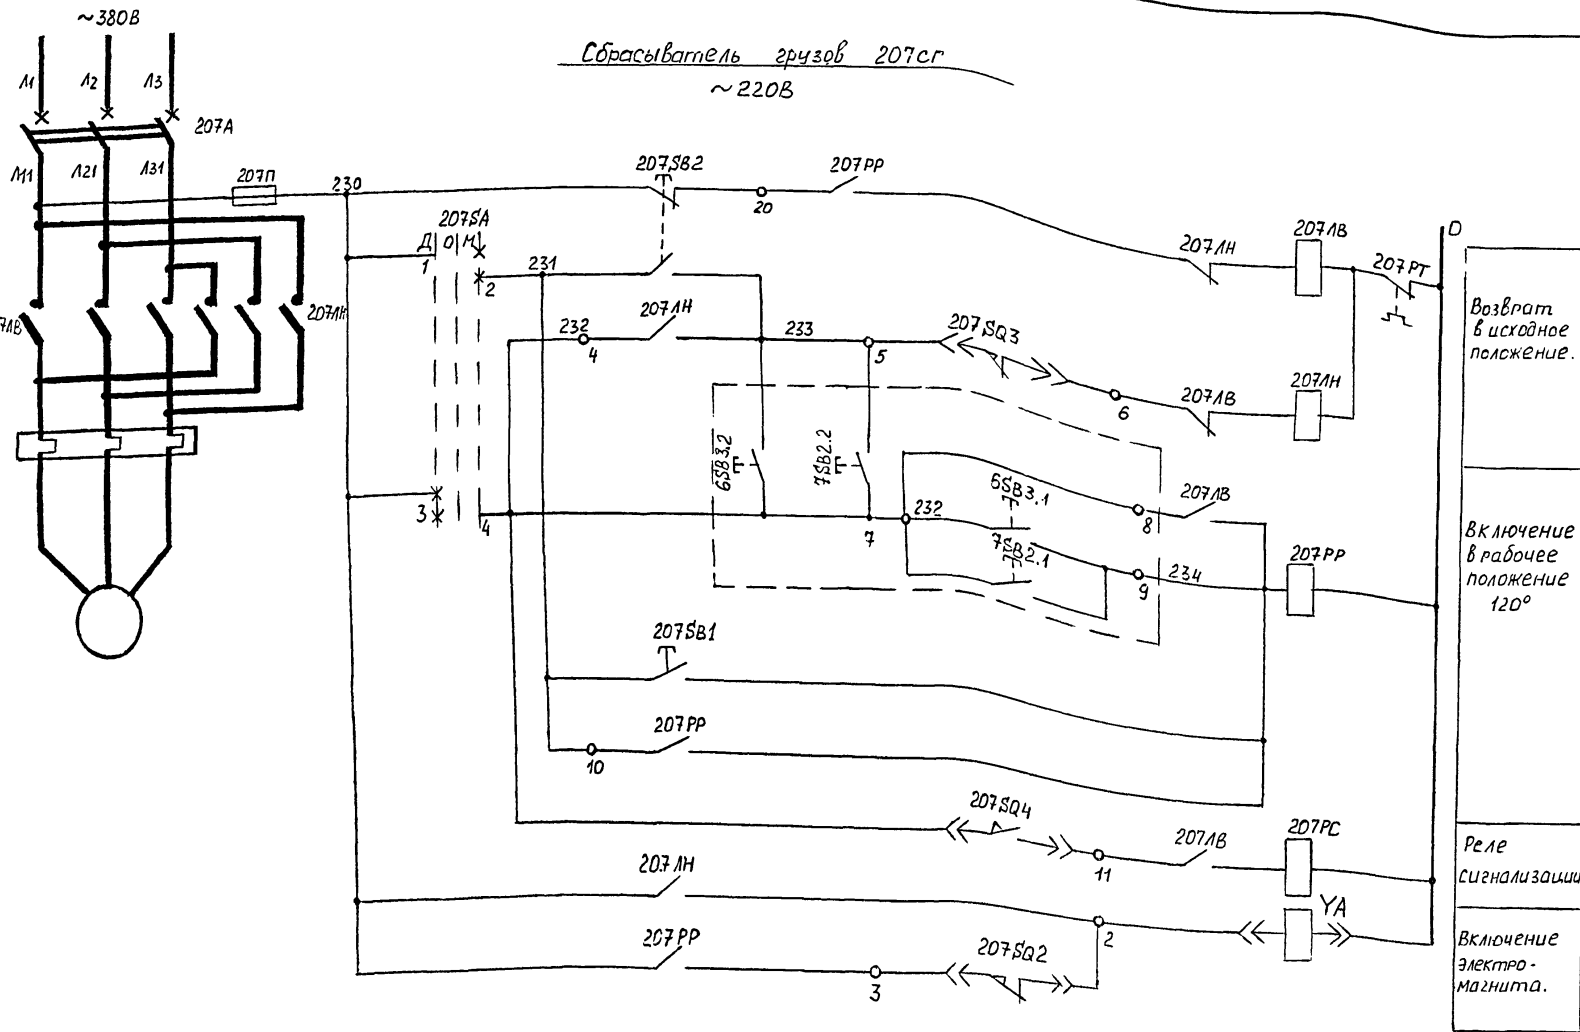 ~380В
Л1 Л2 Л3
207А
Л11 Л21 Л31
207П
230
Сбрасыватель грузов 207сг
~220В
207SB2
207РР
20
207SA
Д О М
1
2
231
207ЛН
207ЛВ
0
207РТ
207ЛН
232
4
207ЛН
233
5
207SQ3
6
207ЛВ
207ЛН
7ЛВ
6SB3.2
7SB2.2
3
4
7
232
6SB3.1
7SB2.1
8
207ЛВ
9
234
207РР
207SB1
207РР
10
207SQ4
11
207ЛВ
207РС
207ЛН
2
YA
207РР
3
207SQ2
Возврат
в исходное
положение.
Включение
в рабочее
положение
120°
Реле
сигнализации
Включение
электро-
магнита.